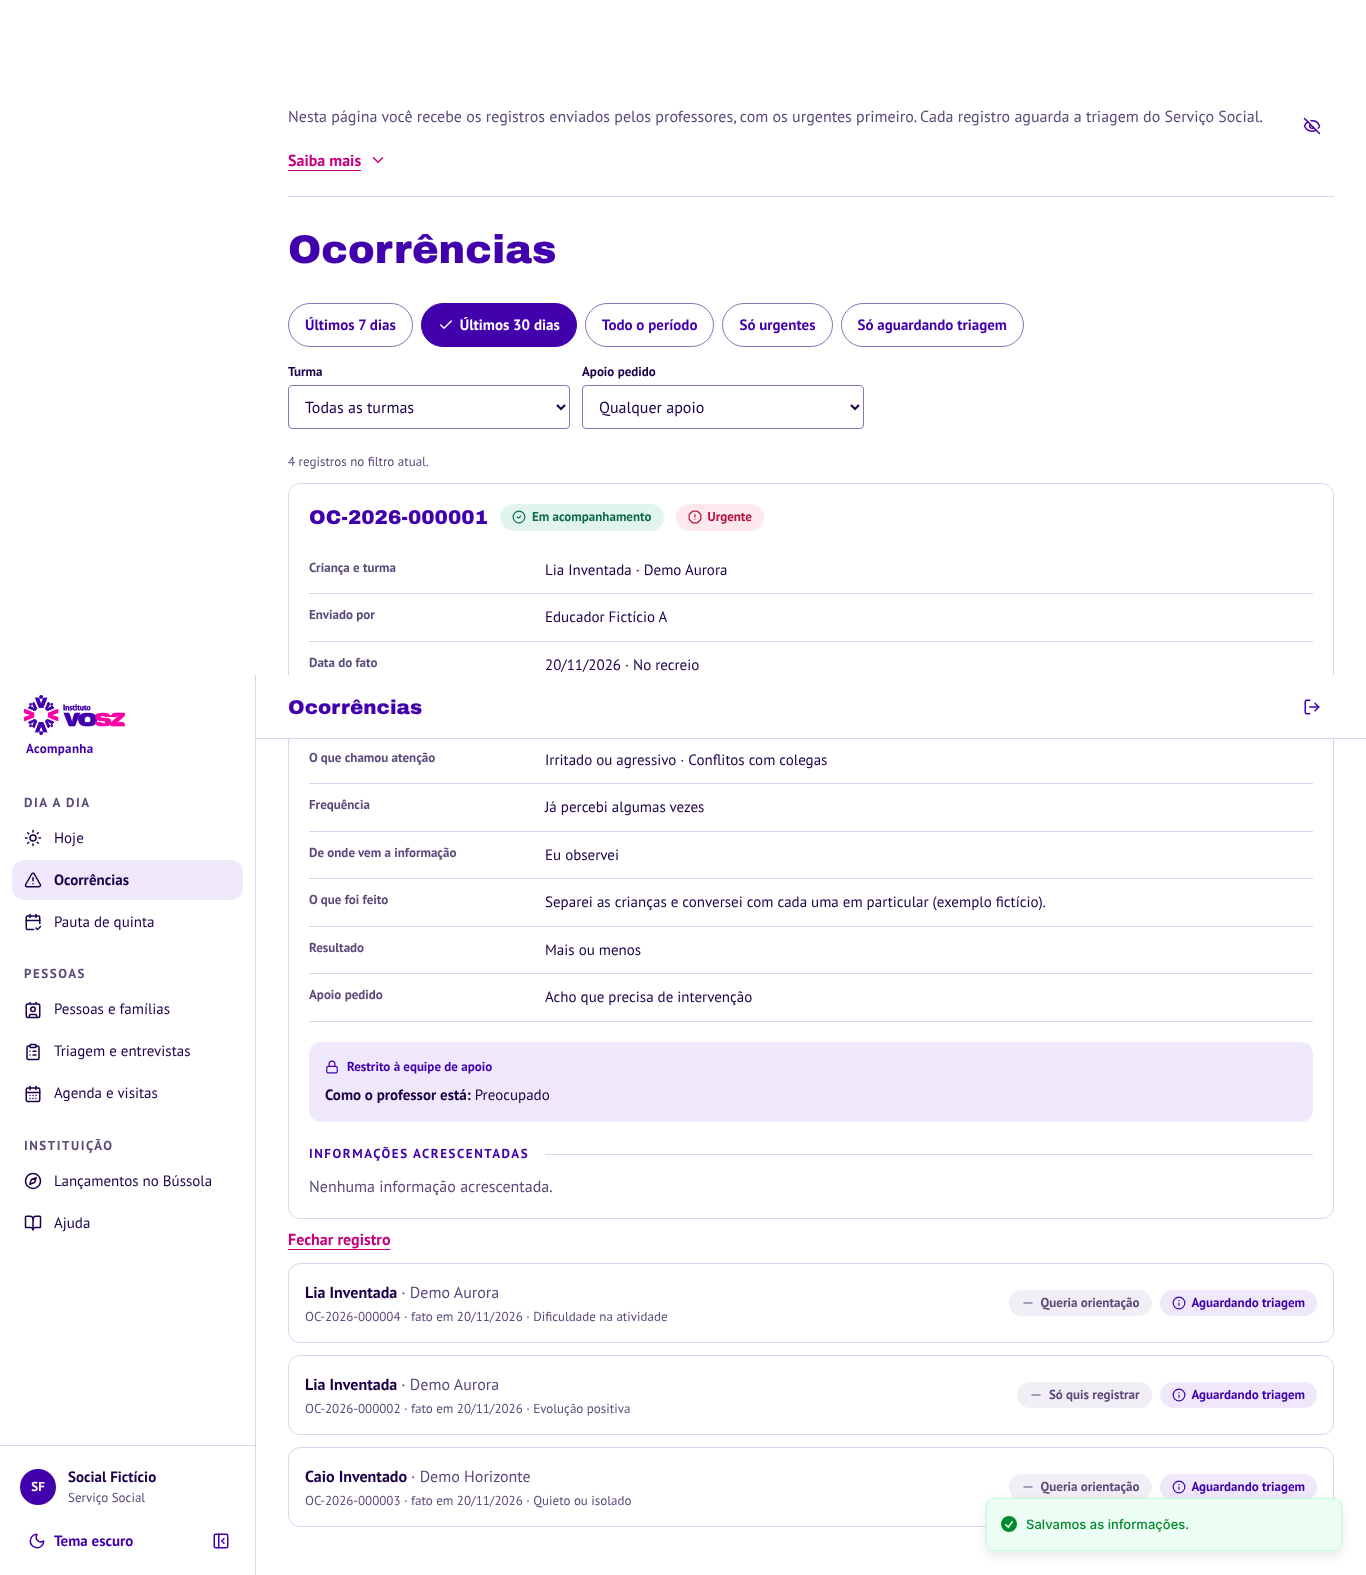 Nesta página você recebe os registros enviados pelos professores, com os urgentes primeiro. Cada registro aguarda a triagem do Serviço Social.
Saiba mais
Ocorrências
Últimos 7 dias
Últimos 30 dias
Todo o período
Só urgentes
Só aguardando triagem
Turma
Apoio pedido
Todas as turmas
Qualquer apoio
4 registros no filtro atual.
OC-2026-000001
Em acompanhamento
Urgente
Criança e turma
Lia Inventada · Demo Aurora
Enviado por
Educador Fictício A
Data do fato
20/11/2026 · No recreio
Instituto
VOSZ
Acompanha
DIA A DIA
Hoje
Ocorrências
Pauta de quinta
PESSOAS
Pessoas e famílias
Triagem e entrevistas
Agenda e visitas
INSTITUIÇÃO
Lançamentos no Bússola
Ajuda
SF
Social Fictício
Serviço Social
Tema escuro
Ocorrências
O que chamou atenção
Irritado ou agressivo · Conflitos com colegas
Frequência
Já percebi algumas vezes
De onde vem a informação
Eu observei
O que foi feito
Separei as crianças e conversei com cada uma em particular (exemplo fictício).
Resultado
Mais ou menos
Apoio pedido
Acho que precisa de intervenção
Restrito à equipe de apoio
Como o professor está: Preocupado
INFORMAÇÕES ACRESCENTADAS
Nenhuma informação acrescentada.
Fechar registro
Lia Inventada · Demo Aurora
OC-2026-000004 · fato em 20/11/2026 · Dificuldade na atividade
Queria orientação
Aguardando triagem
Lia Inventada · Demo Aurora
OC-2026-000002 · fato em 20/11/2026 · Evolução positiva
Só quis registrar
Aguardando triagem
Caio Inventado · Demo Horizonte
OC-2026-000003 · fato em 20/11/2026 · Quieto ou isolado
Queria orientação
Aguardando triagem
Salvamos as informações.